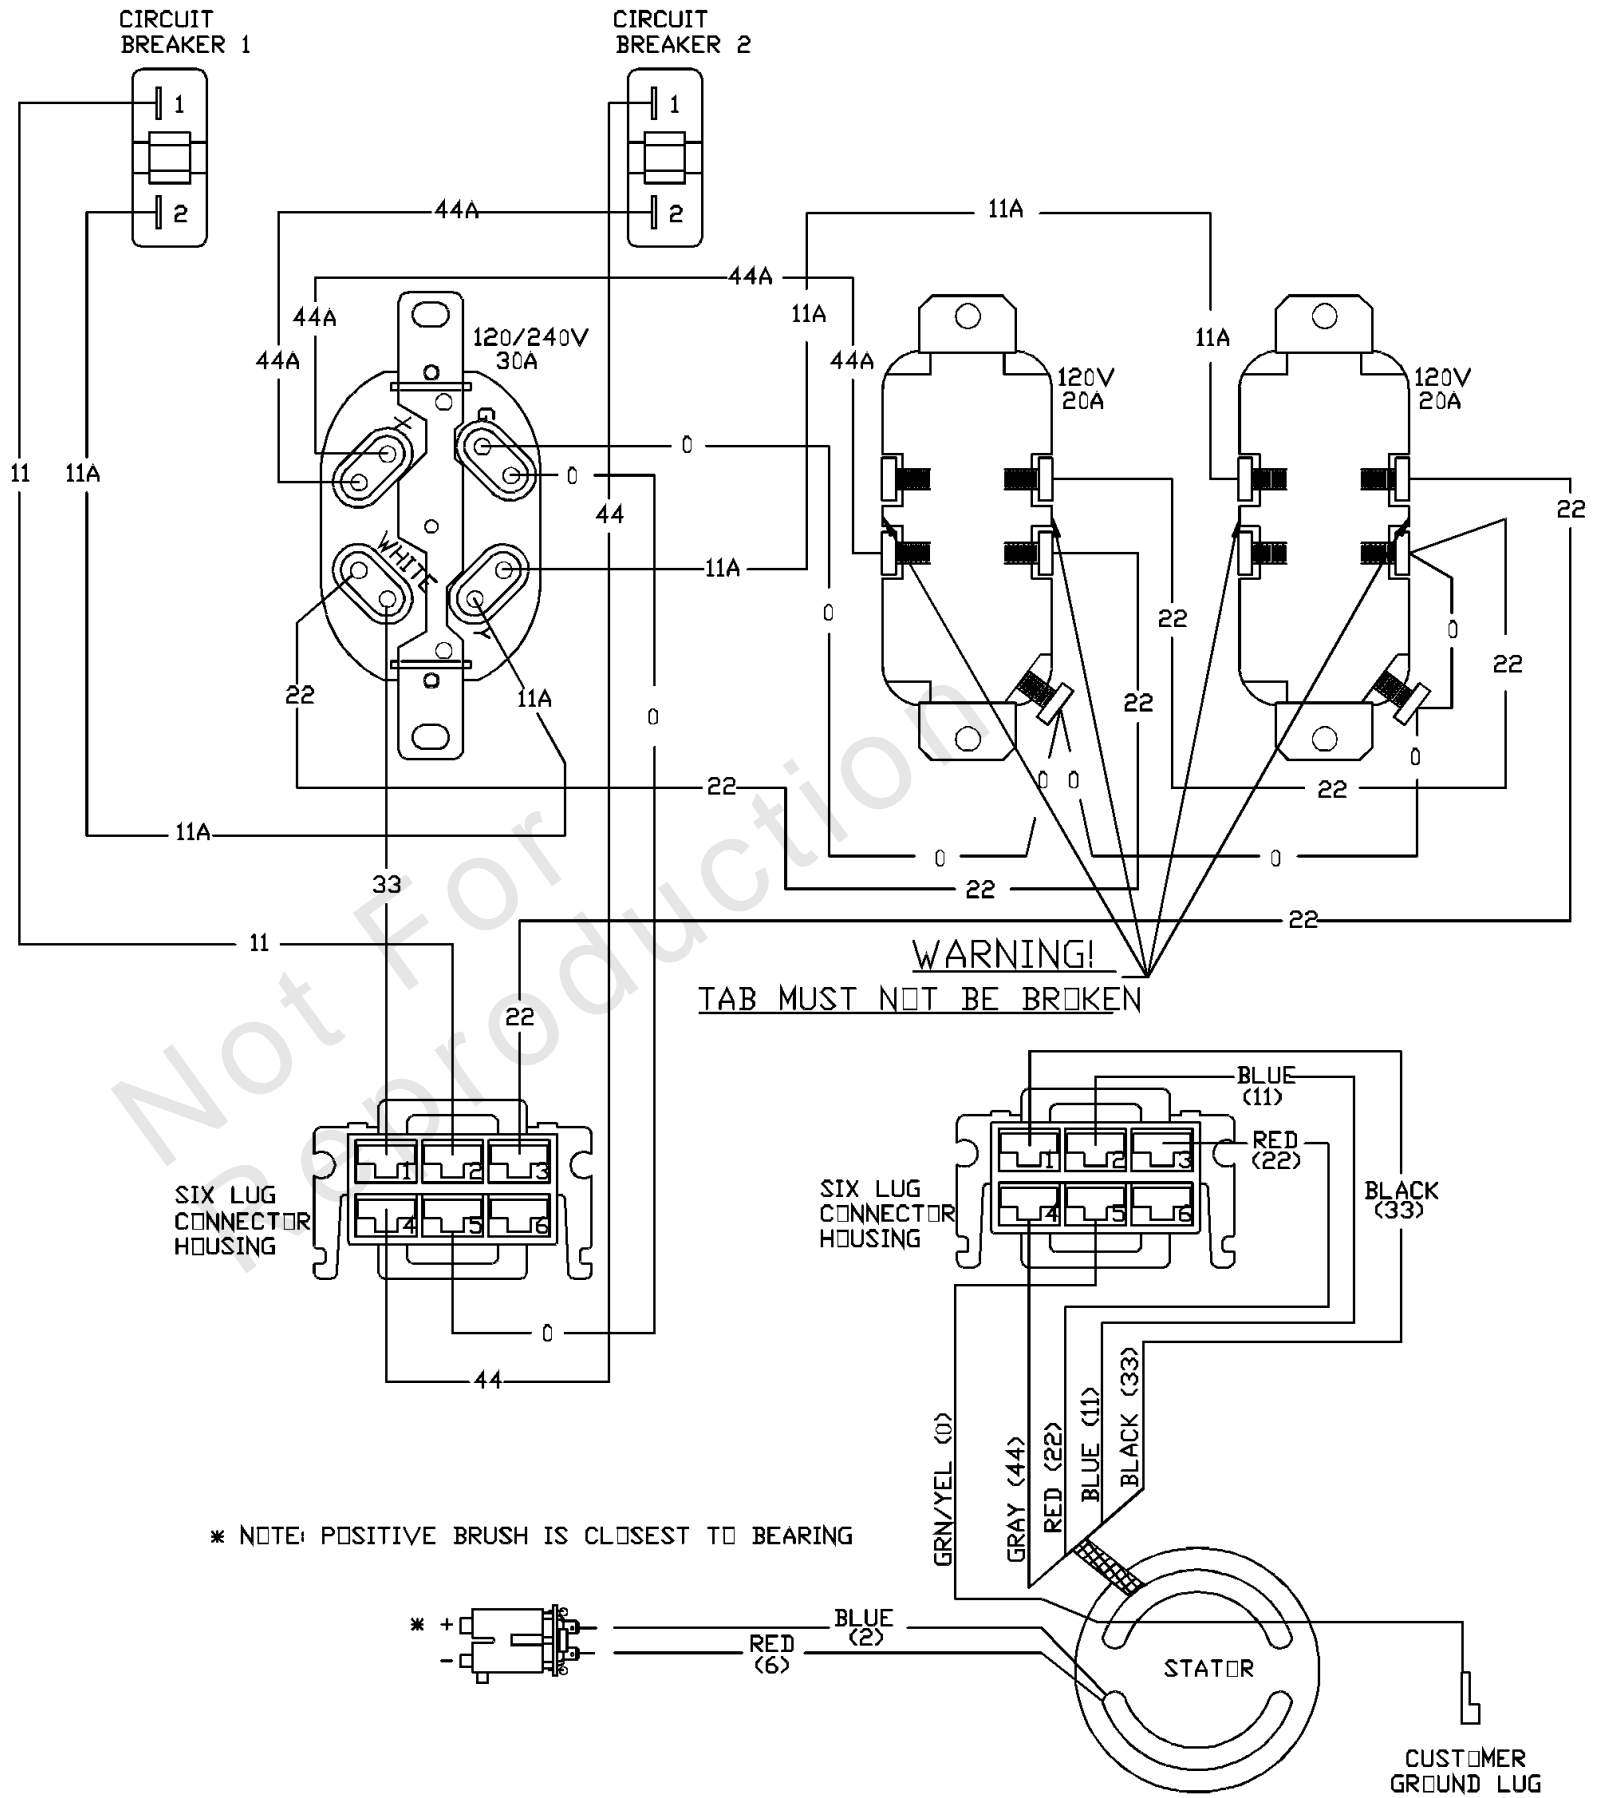 CIRCUIT
BREAKER 1
CIRCUIT
BREAKER 2
1
2
1
2
44A
11A
44A
44A
11A
11A
44A
44A
120/240V
30A
120V
20A
120V
20A
X
G
WHITE
Y
0
0
11
11A
44
22
11A
0
22
0
22
22
11A
0
22
0
0
0
22
22
11A
33
0
0
22
22
11
WARNING!
TAB MUST NOT BE BROKEN
22
Not For
Reproduction
1
2
3
4
5
6
SIX LUG
CONNECTOR
HOUSING
0
44
BLUE
(11)
RED
(22)
BLACK
(33)
1
2
3
4
5
6
SIX LUG
CONNECTOR
HOUSING
GRN/YEL (0)
GRAY (44)
RED (22)
BLUE (11)
BLACK (33)
* NOTE: POSITIVE BRUSH IS CLOSEST TO BEARING
* +
-
BLUE
(2)
RED
(6)
STATOR
CUSTOMER
GROUND LUG